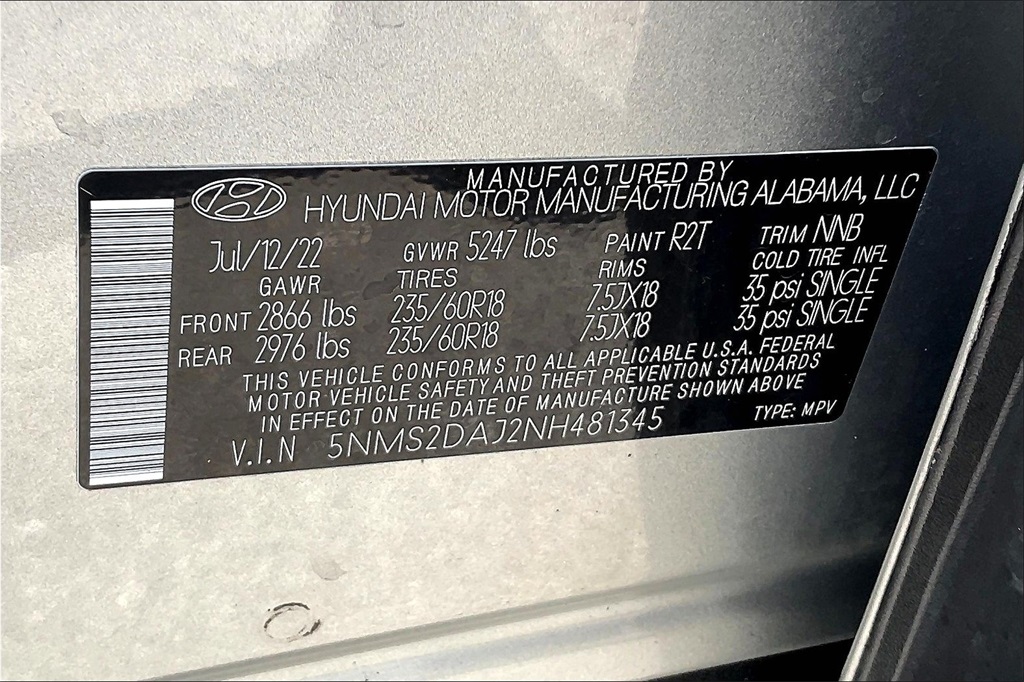 MANUFACTURED BY
HYUNDAI MOTOR MANUFACTURING ALABAMA, LLC
Jul/12/22 GVWR 5247 lbs PAINT R2T TRIM NNB
GAWR TIRES RIMS COLD TIRE INFL
FRONT 2866 lbs 235/60R18 7.5JX18 35 psi SINGLE
REAR 2976 lbs 235/60R18 7.5JX18 35 psi SINGLE
THIS VEHICLE CONFORMS TO ALL APPLICABLE U.S.A. FEDERAL
MOTOR VEHICLE SAFETY AND THEFT PREVENTION STANDARDS
IN EFFECT ON THE DATE OF MANUFACTURE SHOWN ABOVE
V.I.N 5NMS2DAJ2NH481345 TYPE: MPV